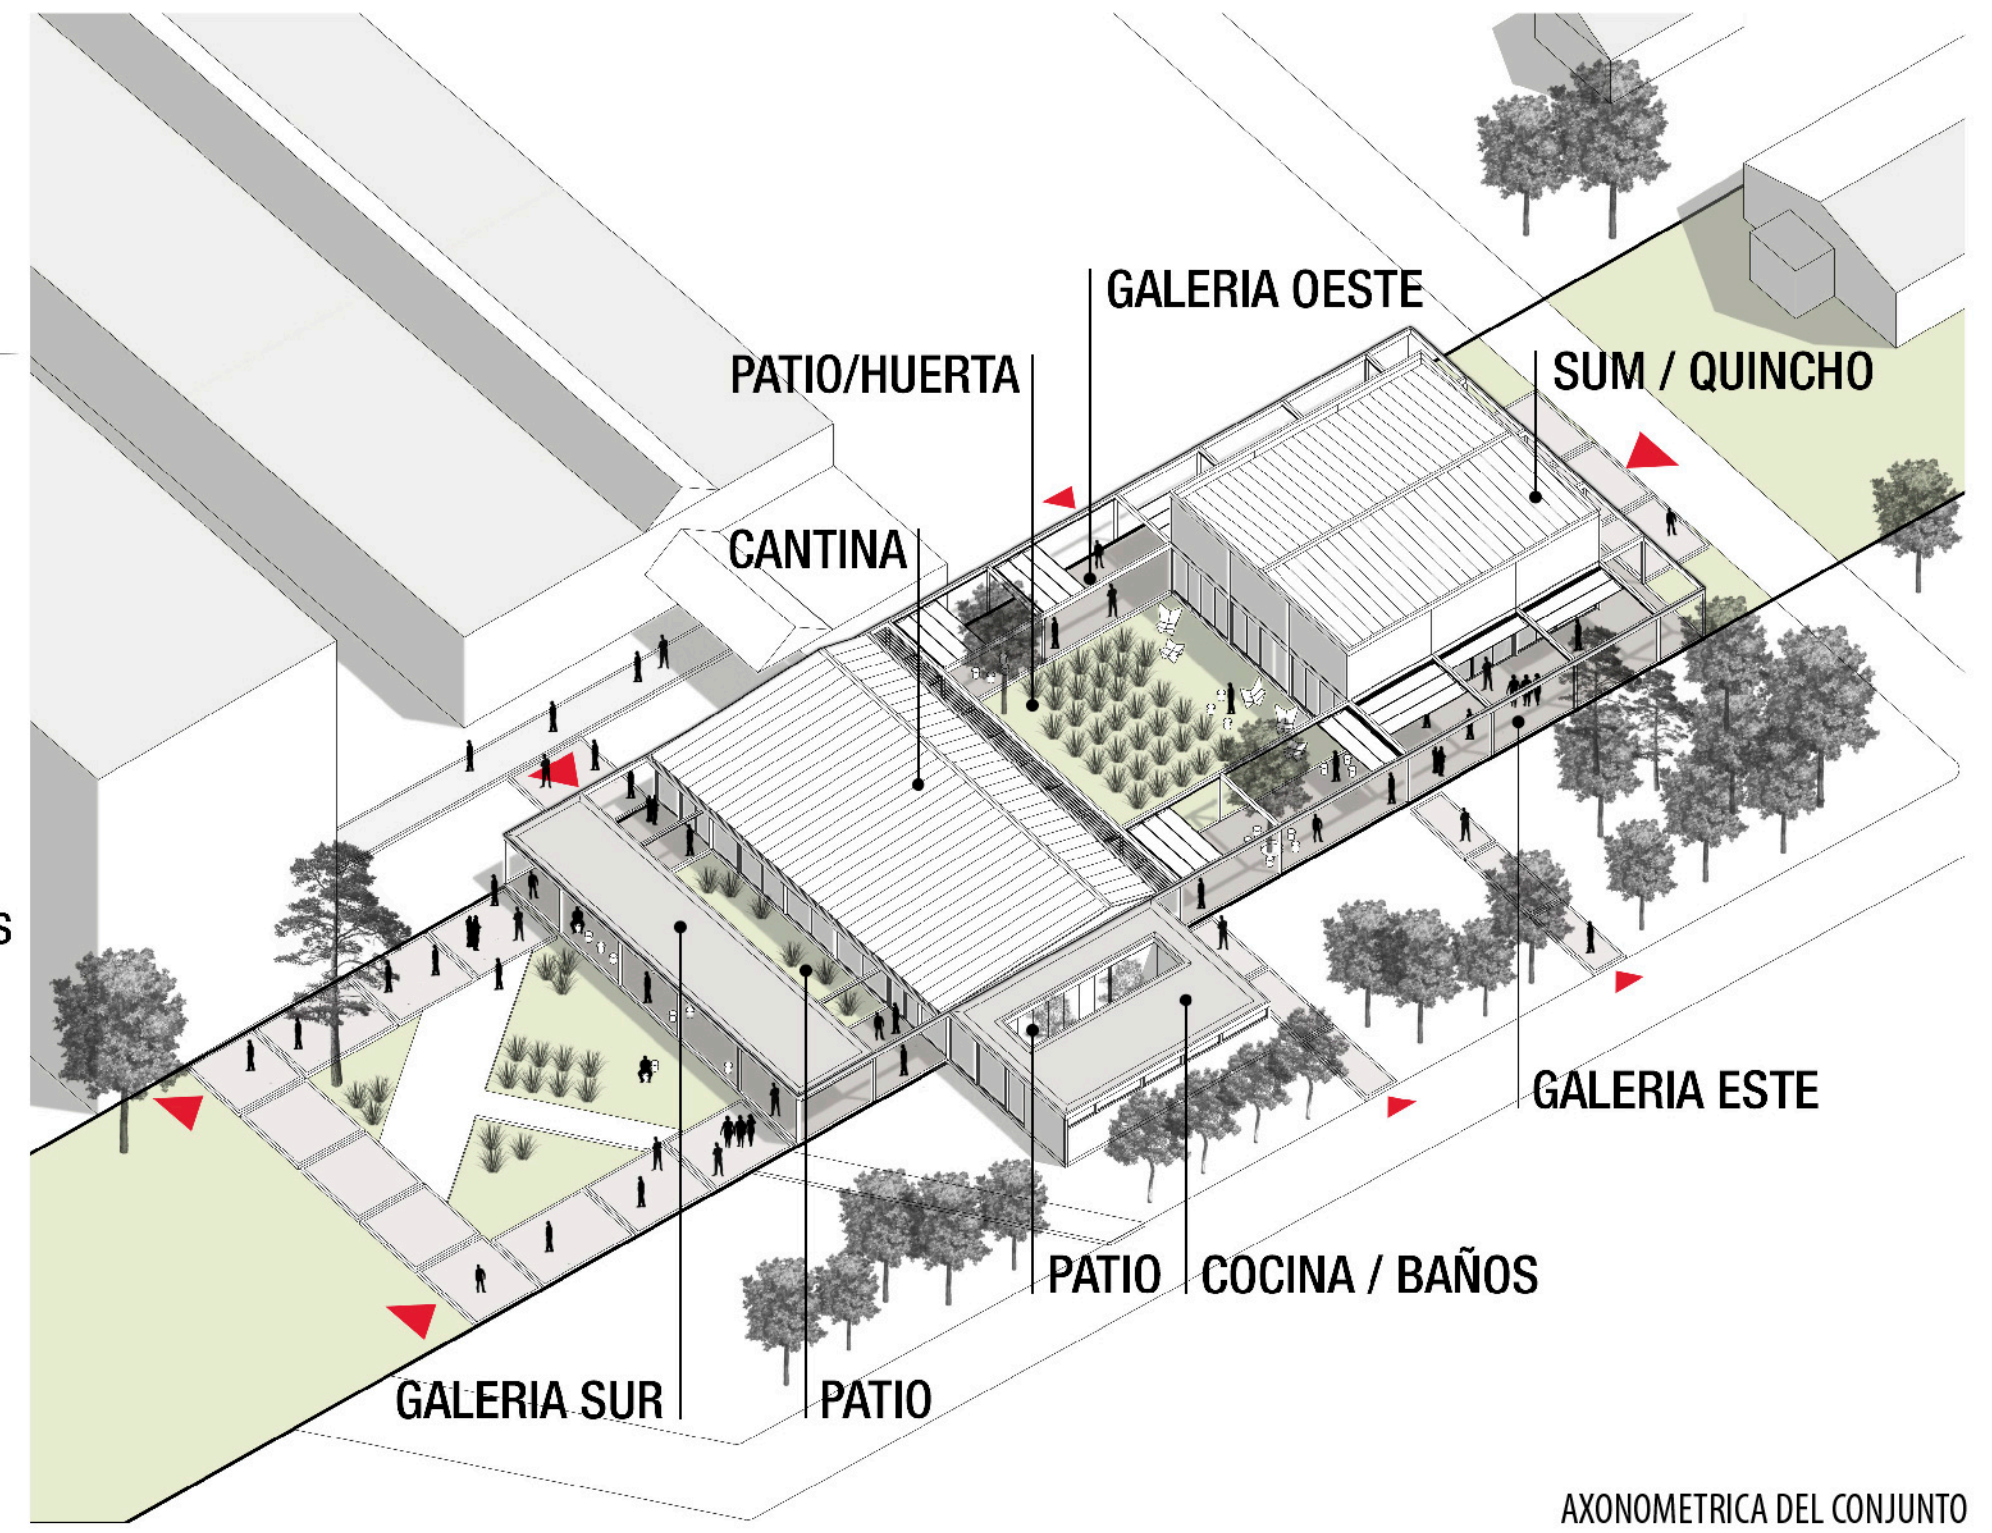 GALERIA OESTE
PATIO/HUERTA
SUM / QUINCHO
CANTINA
S
GALERIA ESTE
PATIO
COCINA / BAÑOS
GALERIA SUR
PATIO
AXONOMETRICA DEL CONJUNTO